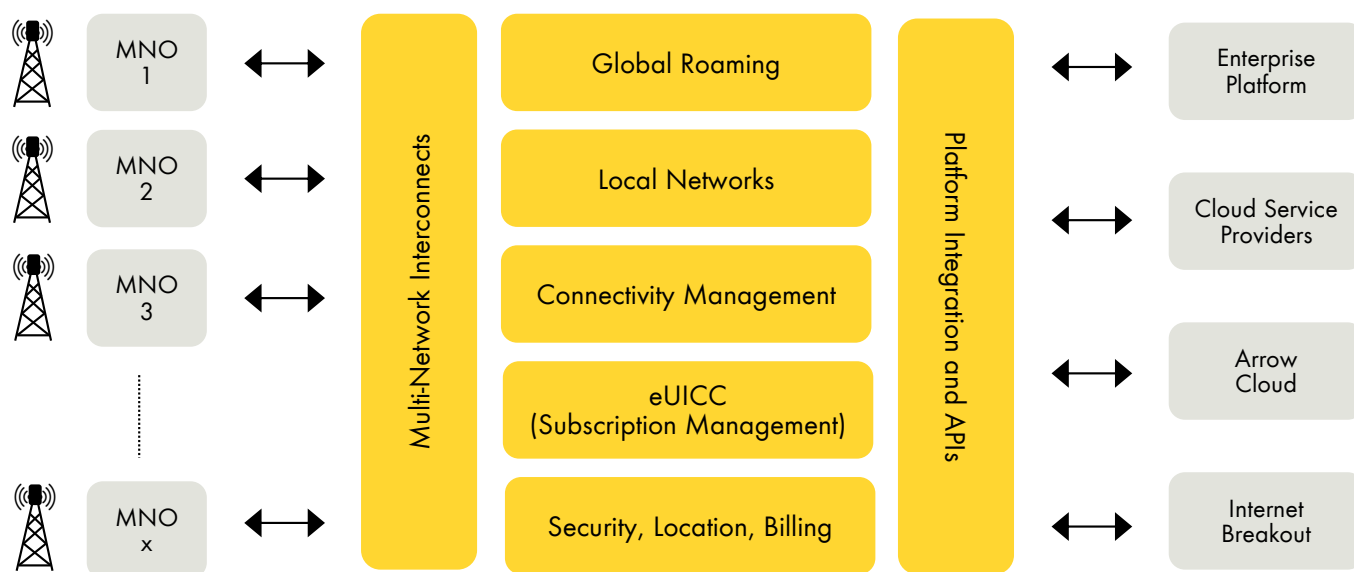 MNO
1
MNO
2
MNO
3
MNO
x
Multi-Network Interconnects
Global Roaming
Local Networks
Connectivity Management
eUICC
(Subscription Management)
Security, Location, Billing
Platform Integration and APIs
Enterprise
Platform
Cloud Service
Providers
Arrow
Cloud
Internet
Breakout